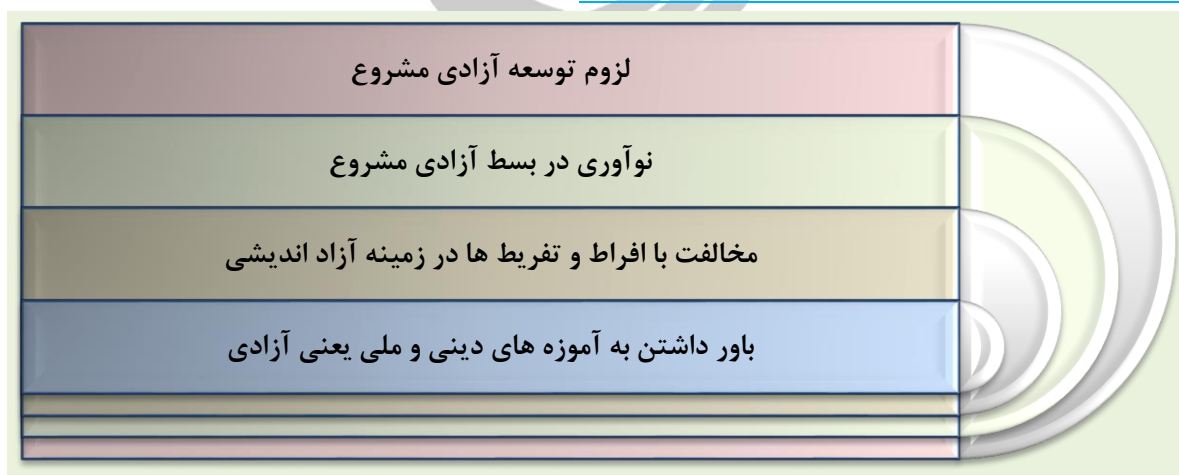 لزوم توسعه آزادی مشروع
نوآوری در بسط آزادی مشروع
مخالفت با افراط و تفریط ها در زمینه آزاد اندیشی
باور داشتن به آموزه های دینی و ملی یعنی آزادی